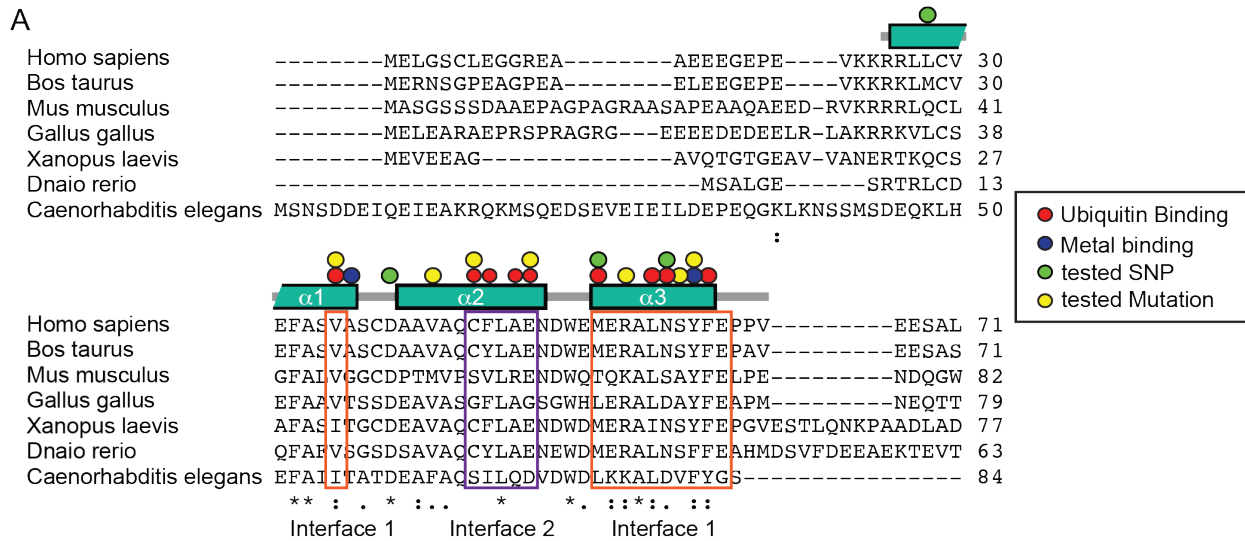 A
Homo sapiens --------MELGSCLEGGREA--------AEEEGEPE----VKKRRLLCV 30
Bos taurus --------MERNSGPEAGPEA--------ELEEGEPE----VRKRKLMCV 30
Mus musculus --------MASGSSSDAAEPAGPAGRAASAPEAAQAEED-RVKRRRLQCL 41
Gallus gallus --------MELEARAEPRSPRAGRG---EEEEDEDEELR-LAKRRKVLCS 38
Xanopus laevis --------MEVEEAG--------------AVQTGTGEAV-VANERTKQCS 27
Dnaio rerio -------------------------------MSALGE------SRTRLCD 13
Caenorhabditis elegans MSNSDDEIQEIEAKRQKMSQEDSEVEIEILDEPEQGKLKNSSMSDEQKLH 50
:
Ubiquitin Binding
Metal binding
tested SNP
tested Mutation
α1 α2 α3
Homo sapiens EFASVASCDAAVAQCFLAENDWEMERALNSYFEPPV---------EESAL 71
Bos taurus EFASVASCDAAVAQCYLAENDWEMERALNSYFEPAV---------EESAS 71
Mus musculus GFALVGGCDPTMVPSVLRENDWQTQKALSAYFELPE---------NDQGW 82
Gallus gallus EFAAVTSSDEAVASGFLAGSGWHLERALDAYFEAPM---------NEQTT 79
Xanopus laevis AFASITSSDEAVAQCFLAENDWDMERAINSYFEPGVESTLQNKPAADLAD 77
Dnaio rerio QFAFVSGSDSAVAQCYLAENEWDMERALNSFFEAHMDSVFDEEAEKTEVT 63
Caenorhabditis elegans EFAIITATDEAFAQSILQDVDWDLKKALDVFYGS---------------- 84
** : . * :.. * *. ::*:. ::
Interface 1 Interface 2 Interface 1